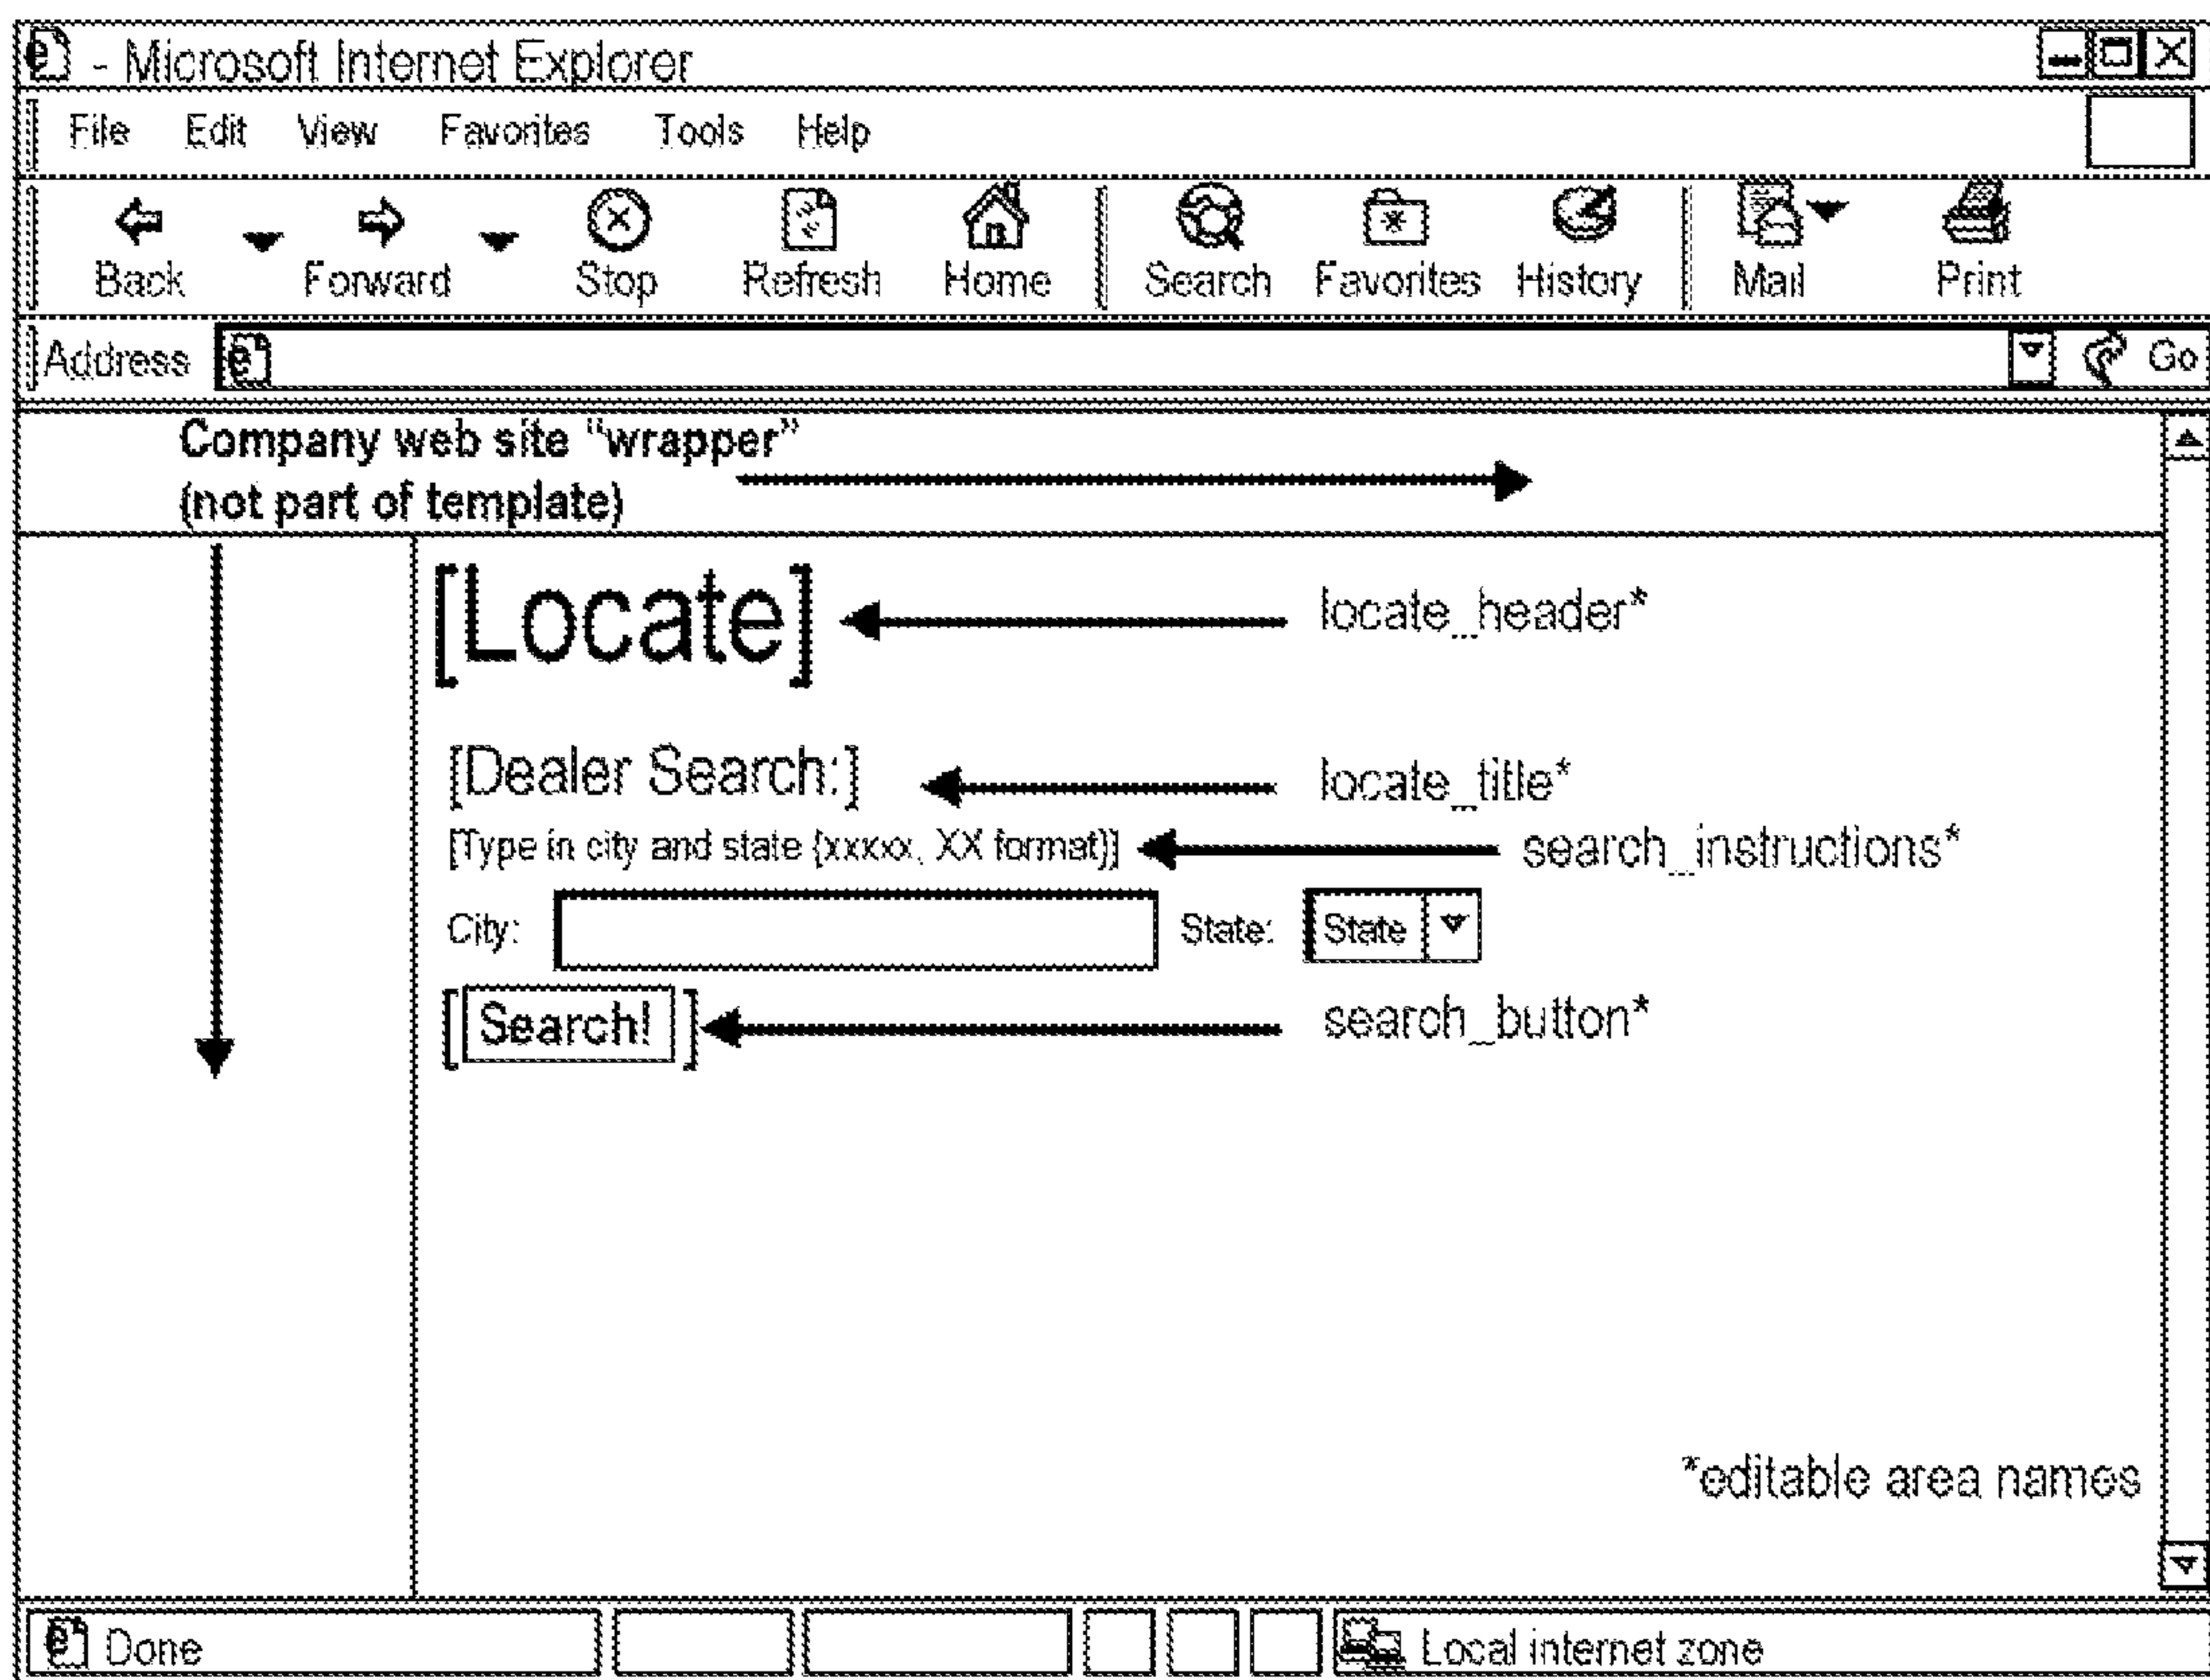 - Microsoft Internet Explorer
File Edit View Favorites Tools Help
Back Forward Stop Refresh Home Search Favorites History Mail Print
Address Go
Company web site "wrapper"
(not part of template)
[Locate] locate_header*
[Dealer Search:] locate_title*
[Type in city and state (xxxxx, XX format)] search_instructions*
City: State: State
[Search!] search_button*
*editable area names
Done Local internet zone